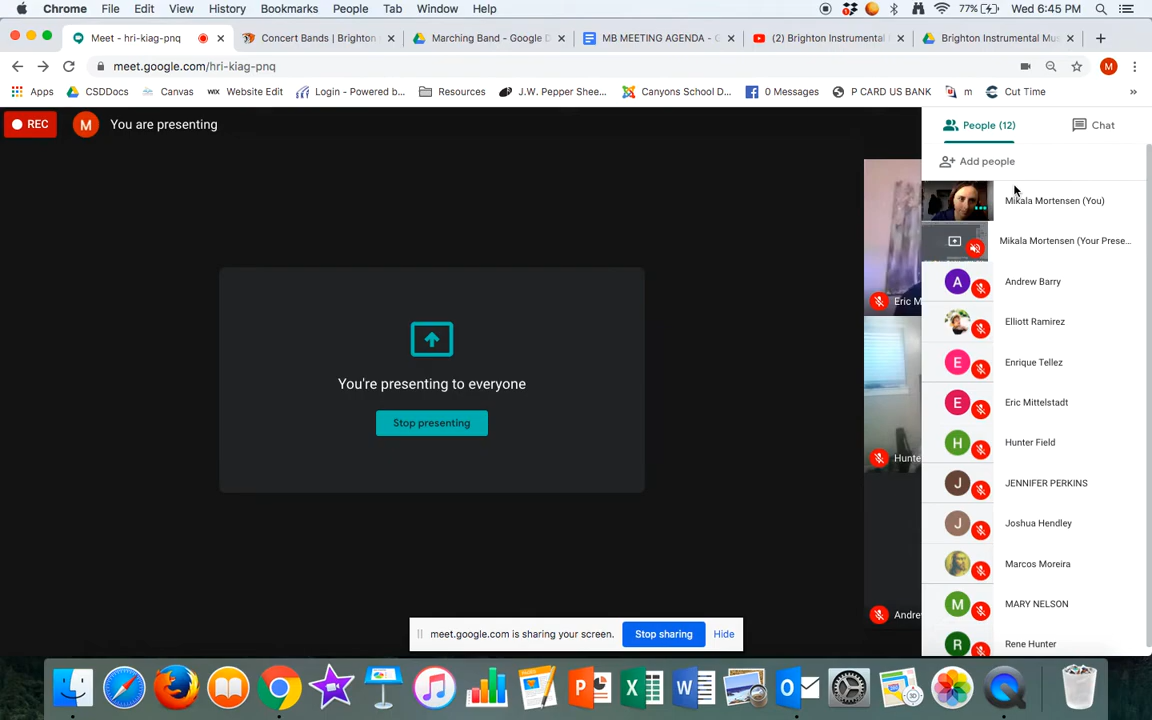 Chrome File Edit View History Bookmarks People Tab Window Help 77% Wed 6:45 PM
Meet - hri-kiag-pnq Concert Bands | Brighton Marching Band - Google D MB MEETING AGENDA - G (2) Brighton Instrumental M Brighton Instrumental Mus
meet.google.com/hri-kiag-pnq M
Apps CSDDocs Canvas WIX Website Edit Login - Powered b... Resources J.W. Pepper Shee... Canyons School D... 0 Messages P CARD US BANK m Cut Time »
REC M You are presenting People (12) Chat
Add people
Mikala Mortensen (You)
Mikala Mortensen (Your Prese...
A Andrew Barry
Eric M
Elliott Ramirez
E Enrique Tellez
You're presenting to everyone
E Eric Mittelstadt
Stop presenting
H Hunter Field
Hunte
J JENNIFER PERKINS
J Joshua Hendley
Marcos Moreira
M MARY NELSON
Andre
meet.google.com is sharing your screen. Stop sharing Hide
R Rene Hunter